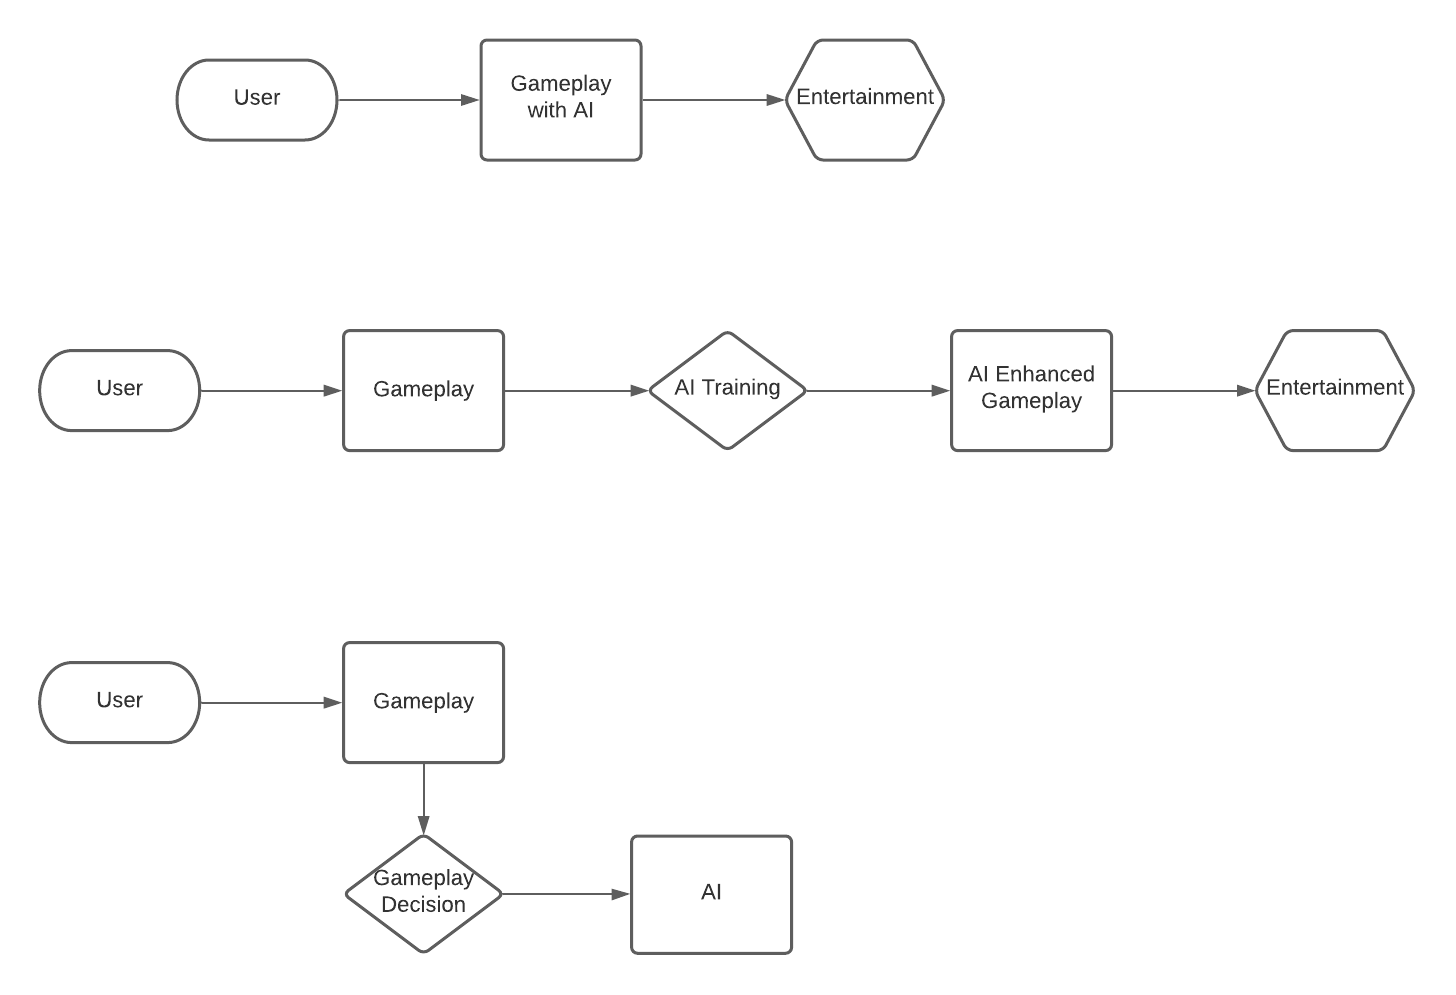 User
Gameplay
with AI
Entertainment
User
Gameplay
AI Training
AI Enhanced
Gameplay
Entertainment
User
Gameplay
Gameplay
Decision
AI